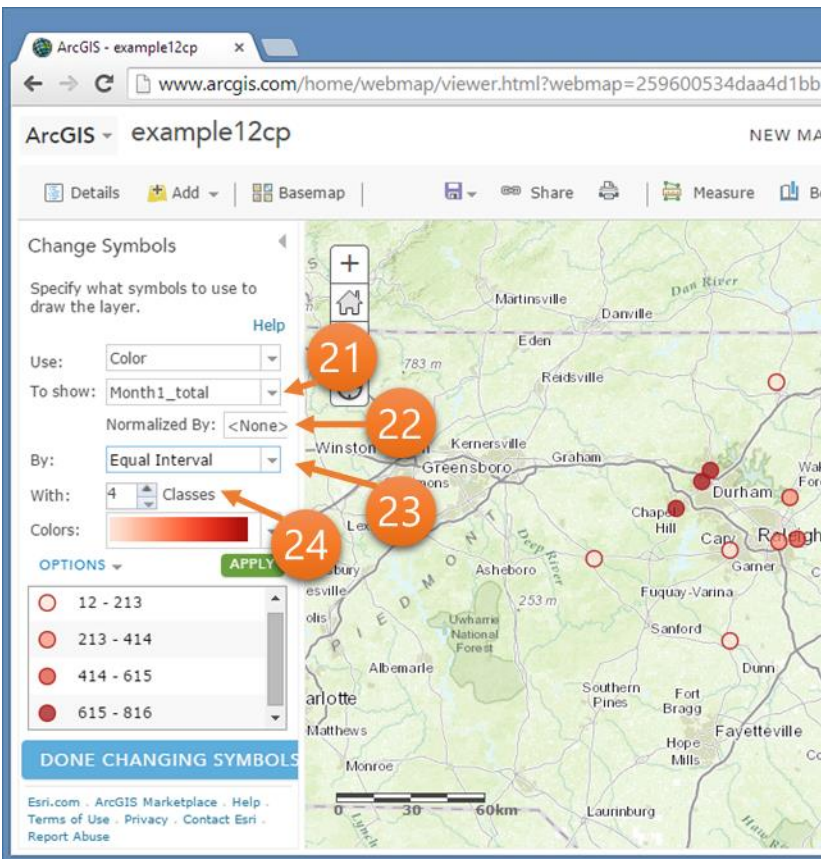 ArcGIS - example12cp
www.arcgis.com/home/webmap/viewer.html?webmap=259600534daa4d1bb
ArcGIS example12cp NEW MA
Details Add Basemap Share Measure B
Change Symbols
Specify what symbols to use to
draw the layer.
Help
Use: Color
To show: Month1_total
Normalized By: <None>
By: Equal Interval
With: 4 Classes
Colors:
OPTIONS APPLY
12 - 213
213 - 414
414 - 615
615 - 816
DONE CHANGING SYMBOLS
Esri.com . ArcGIS Marketplace . Help .
Terms of Use . Privacy . Contact Esri .
Report Abuse
21
22
23
24
Dan River
Martinsville
Danville
Eden
783 m
Reidsville
Winston
Kernersville
Greensboro
Graham
Durham
Wak
Fore
Chapel
Hill
Cary
Raleigh
Garner
PIEDMONT
Deep
River
Asheboro
253 m
Fuquay-Varina
Uwharrie
National
Forest
Sanford
Albemarle
Dunn
arlotte
Southern
Pines
Fort
Bragg
Matthews
Fayetteville
Hope
Mills
Monroe
0 30 60km
Laurinburg
Lynch